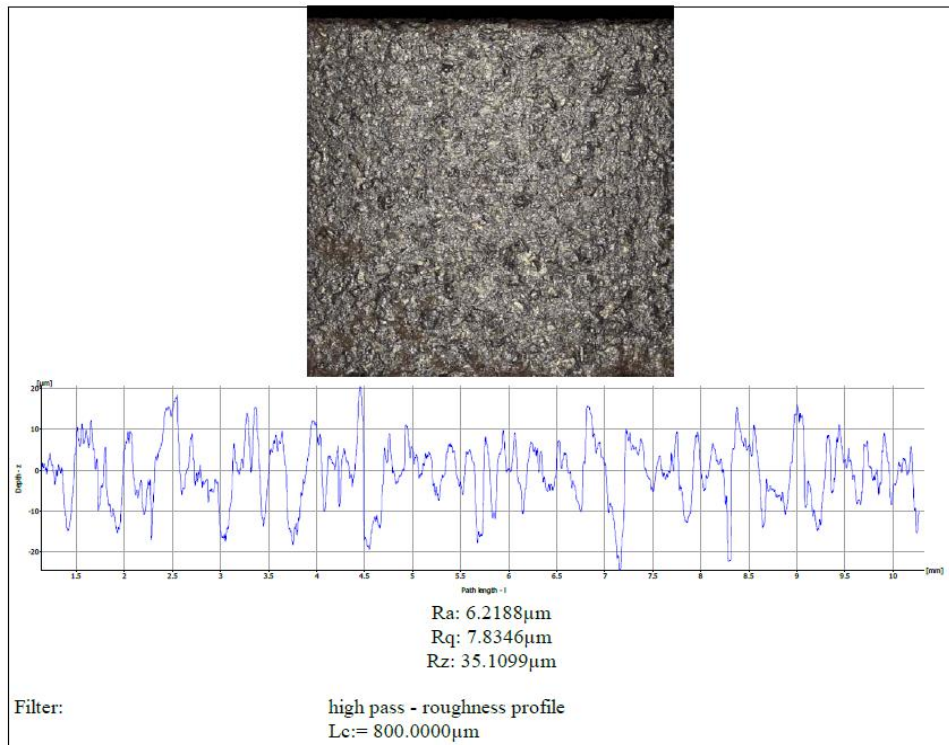 [µm]
20
10
0
-10
-20
Depth - z
1.5 2 2.5 3 3.5 4 4.5 5 5.5 6 6.5 7 7.5 8 8.5 9 9.5 10 [mm]
Path length - l
Ra: 6.2188µm
Rq: 7.8346µm
Rz: 35.1099µm
Filter: high pass - roughness profile
Lc:= 800.0000µm